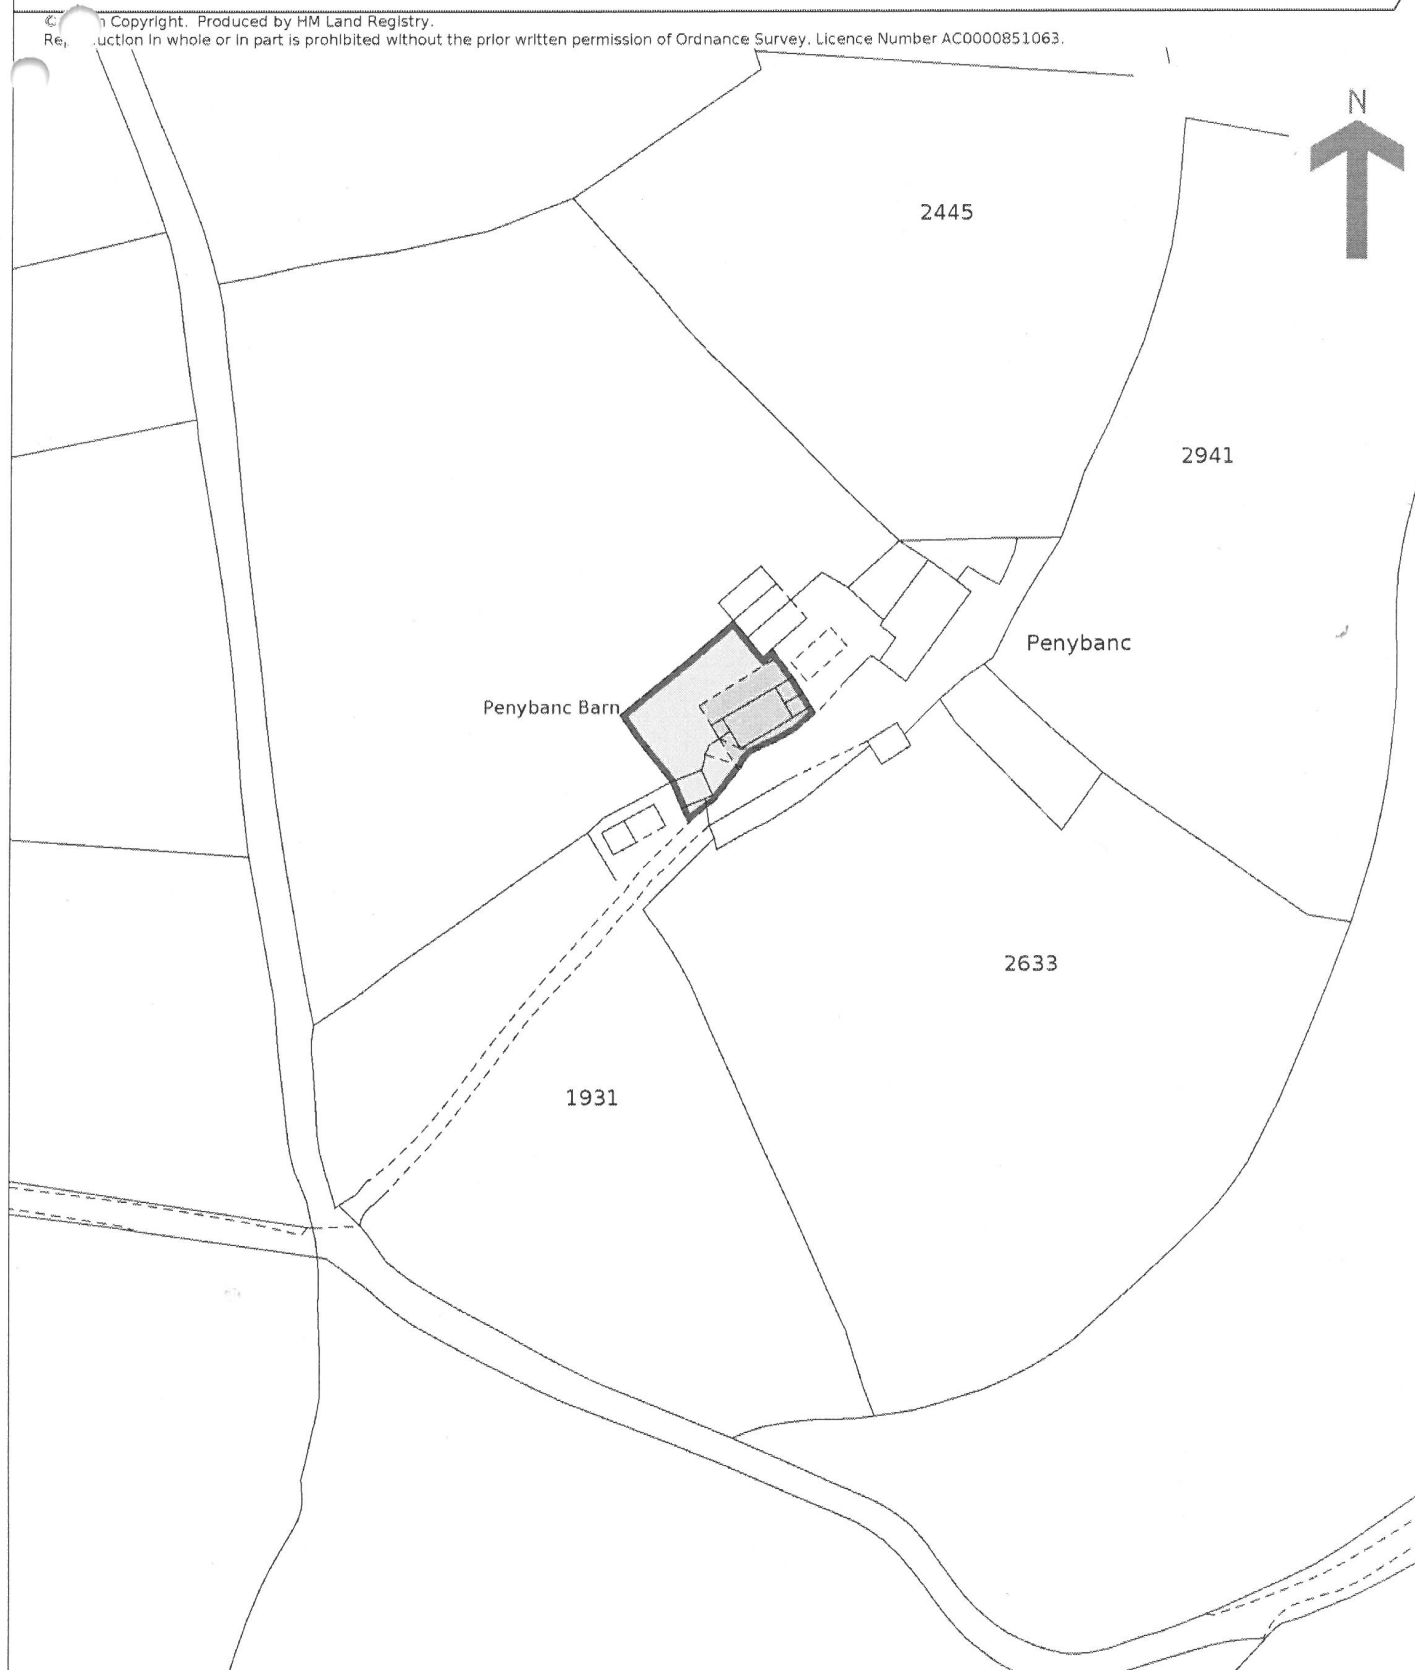 © Copyright. Produced by HM Land Registry.
in whole or in part is prohibited without the prior written permission of Ordnance Survey. Licence Number AC0000851063.
N
2445
2941
Penybanc
Penybanc Barn
2633
1931